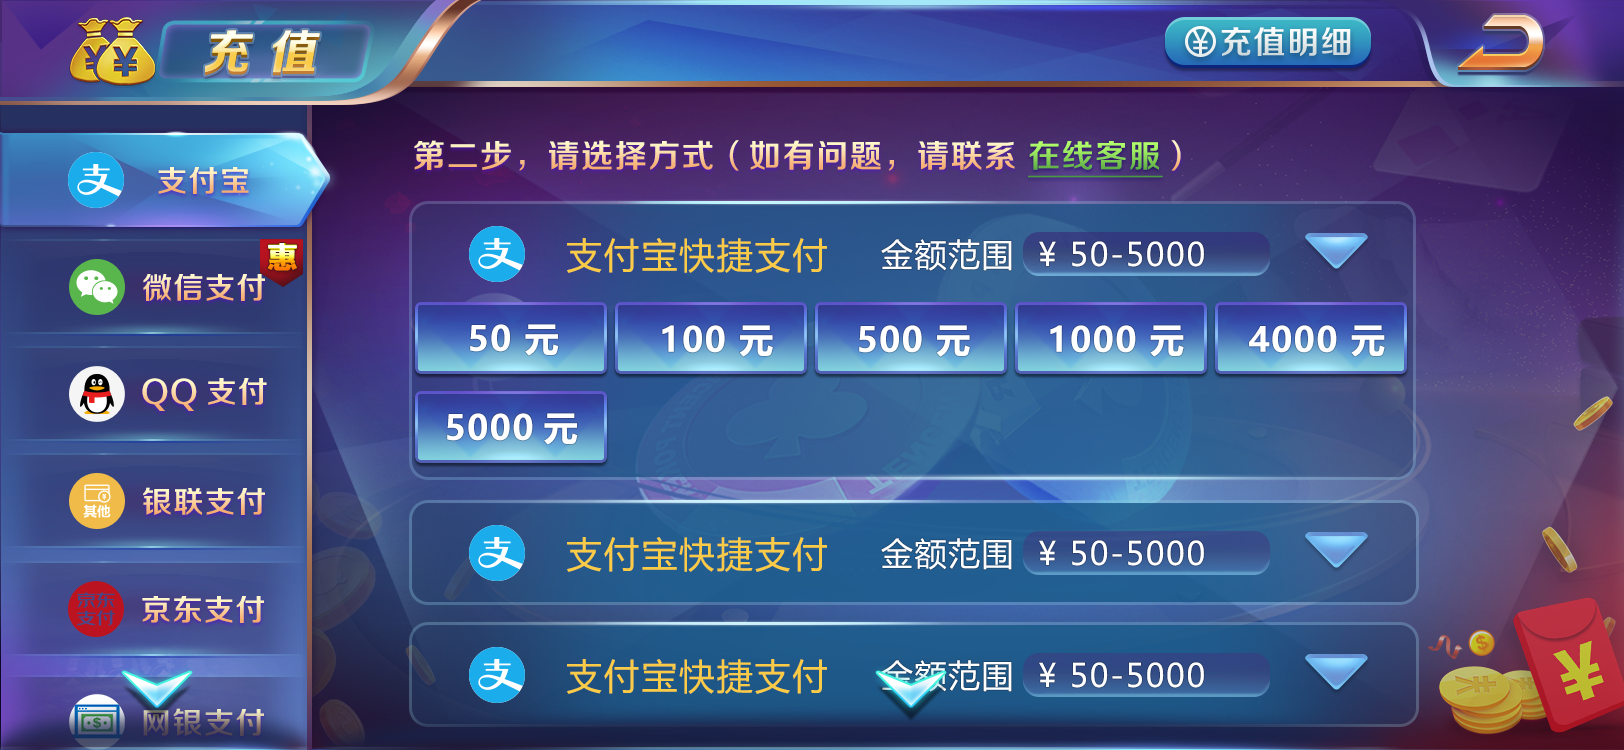 充值
充值明细
第二步，请选择方式（如有问题，请联系 在线客服）
支付宝
惠
微信支付
QQ 支付
其他
银联支付
京东支付
京东支付
网银支付
支付宝快捷支付 金额范围 ¥ 50-5000
50 元
100 元
500 元
1000 元
4000 元
5000 元
支付宝快捷支付 金额范围 ¥ 50-5000
支付宝快捷支付 金额范围 ¥ 50-5000